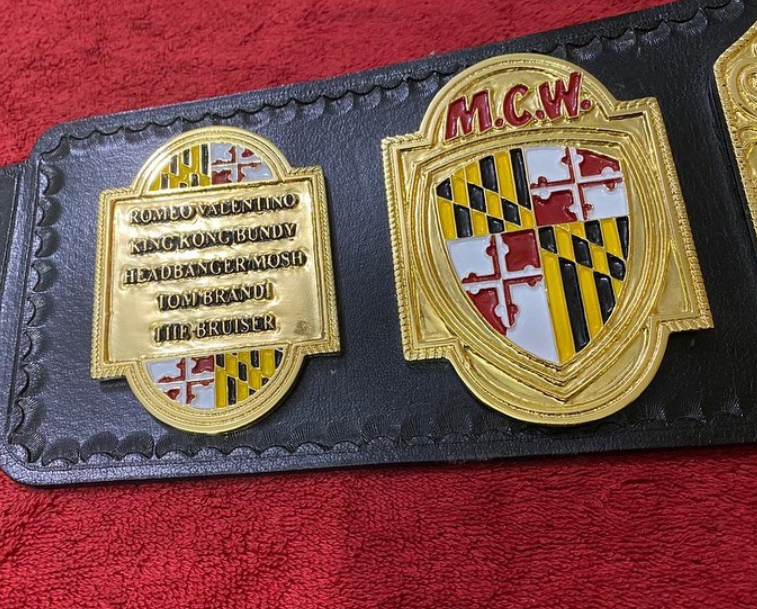 ROMEO VALENTINO
KING KONG BUNDY
HEADBANGER MOSH
TOM BRANDI
THE BRUISER
M.C.W.